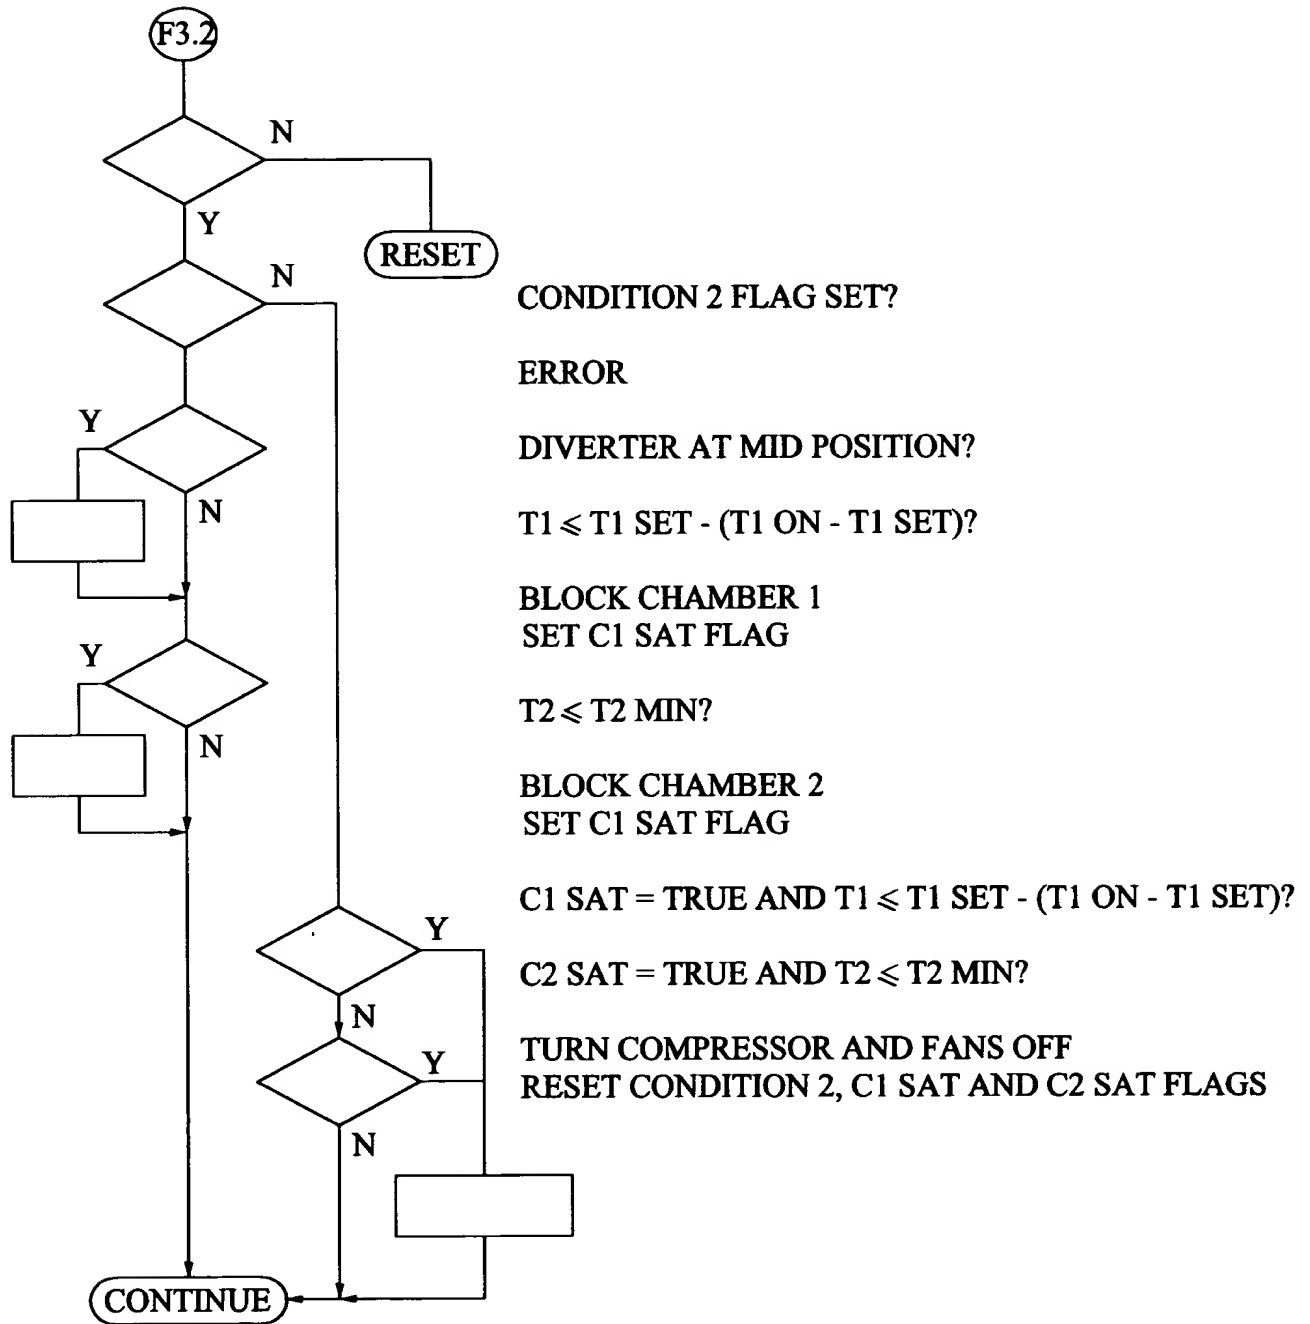 F3.2
N
Y
RESET
N
CONDITION 2 FLAG SET?
ERROR
Y
DIVERTER AT MID POSITION?
N
T1 ⩽ T1 SET - (T1 ON - T1 SET)?
BLOCK CHAMBER 1
SET C1 SAT FLAG
Y
T2 ⩽ T2 MIN?
N
BLOCK CHAMBER 2
SET C1 SAT FLAG
C1 SAT = TRUE AND T1 ⩽ T1 SET - (T1 ON - T1 SET)?
Y
C2 SAT = TRUE AND T2 ⩽ T2 MIN?
N
TURN COMPRESSOR AND FANS OFF
Y
RESET CONDITION 2, C1 SAT AND C2 SAT FLAGS
N
CONTINUE